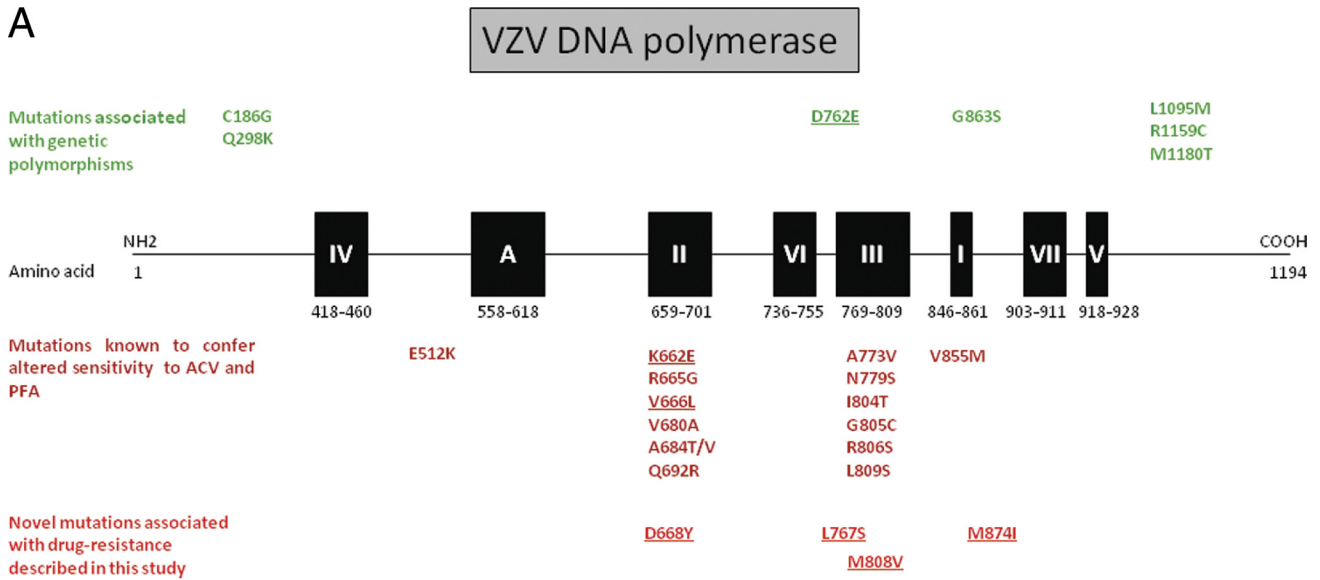 A
VZV DNA polymerase
Mutations associated
with genetic
polymorphisms
C186G
Q298K
D762E
G863S
L1095M
R1159C
M1180T
NH2
COOH
IV
A
II
VI
III
I
VII
V
Amino acid
1
1194
418-460
558-618
659-701
736-755
769-809
846-861
903-911
918-928
Mutations known to confer
altered sensitivity to ACV and
PFA
E512K
K662E
R665G
V666L
V680A
A684T/V
Q692R
A773V
N779S
I804T
G805C
R806S
L809S
V855M
Novel mutations associated
with drug-resistance
described in this study
D668Y
L767S
M808V
M874I